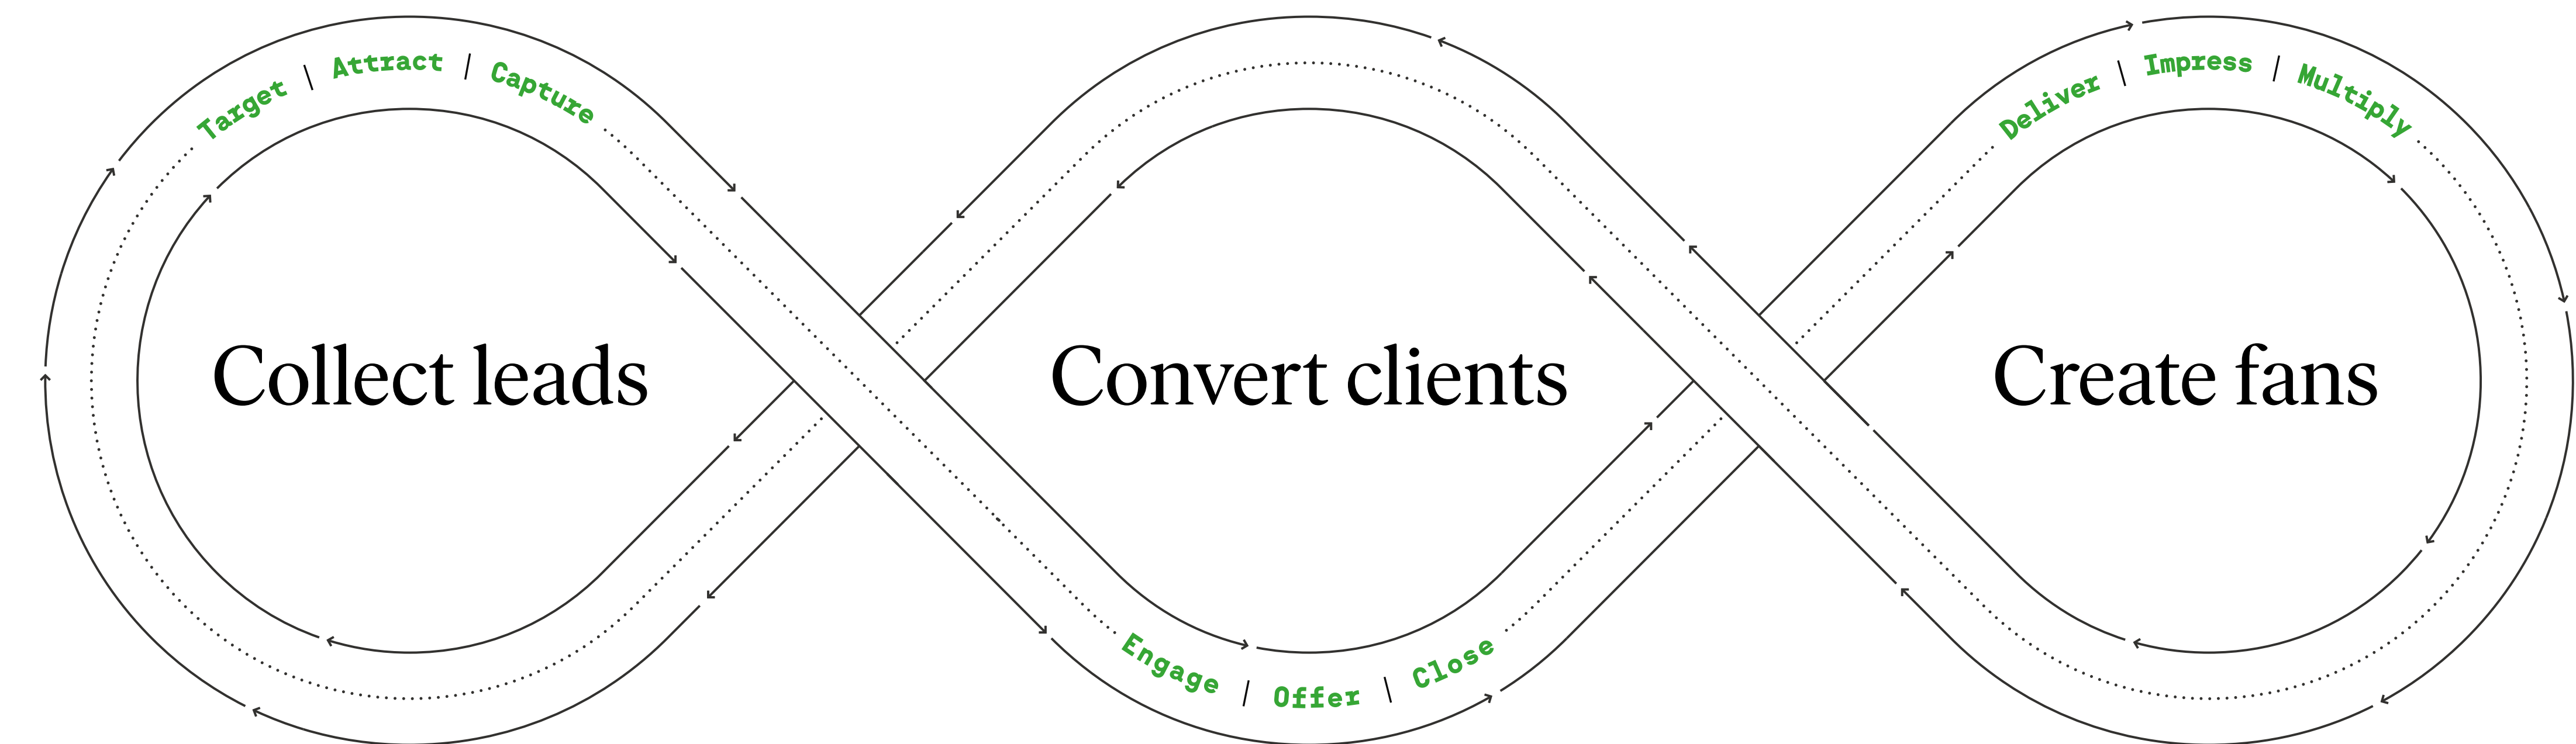 Target | Attract | Capture
Collect leads
Engage | Offer | Close
Convert clients
Deliver | Impress | Multiply
Create fans